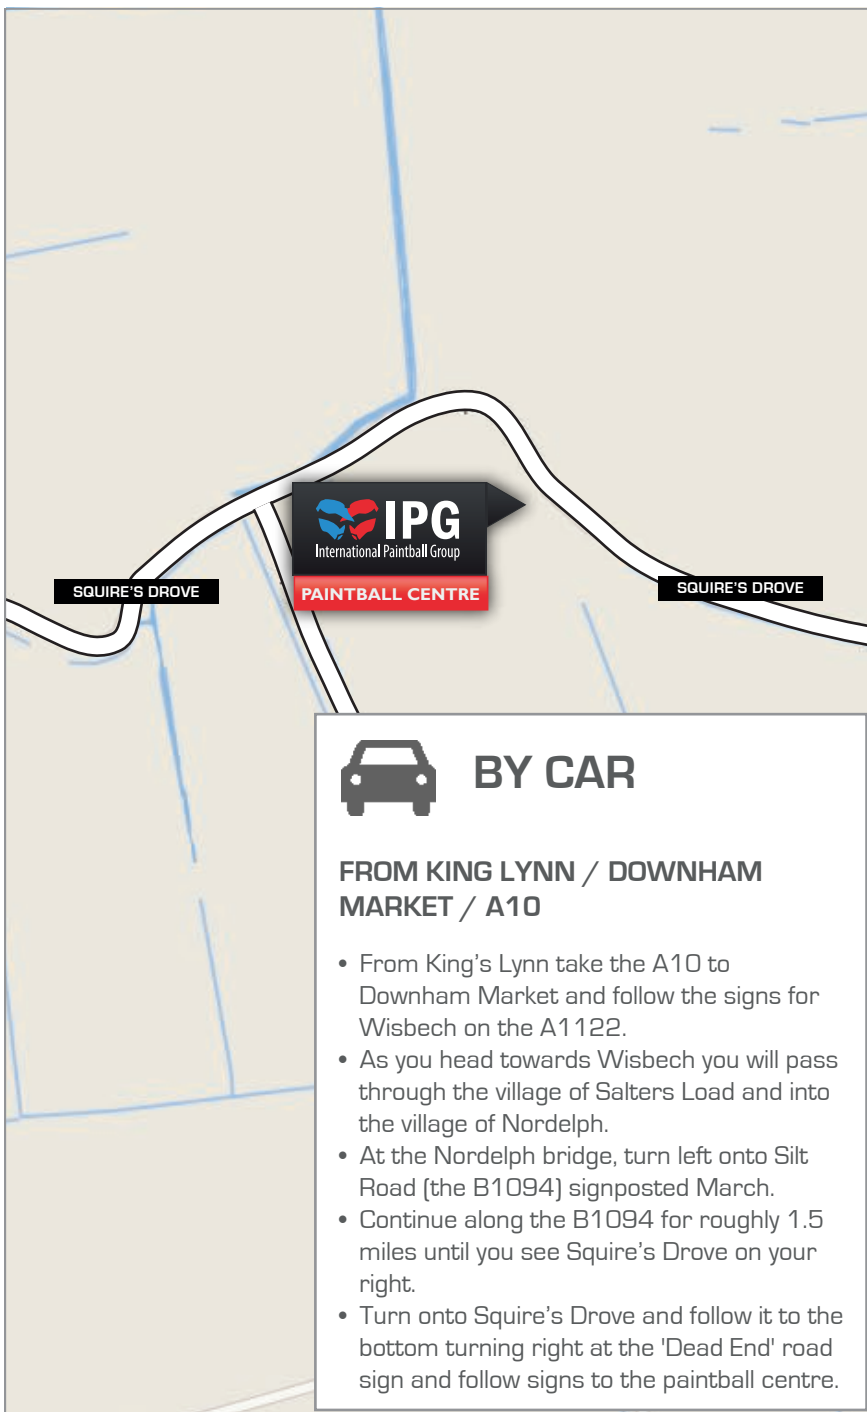 IPG
International Paintball Group
PAINTBALL CENTRE
SQUIRE'S DROVE
SQUIRE'S DROVE
BY CAR
FROM KING LYNN / DOWNHAM
MARKET / A10
• From King's Lynn take the A10 to
Downham Market and follow the signs for
Wisbech on the A1122.
• As you head towards Wisbech you will pass
through the village of Salters Load and into
the village of Nordelph.
• At the Nordelph bridge, turn left onto Silt
Road (the B1094) signposted March.
• Continue along the B1094 for roughly 1.5
miles until you see Squire's Drove on your
right.
• Turn onto Squire's Drove and follow it to the
bottom turning right at the 'Dead End' road
sign and follow signs to the paintball centre.